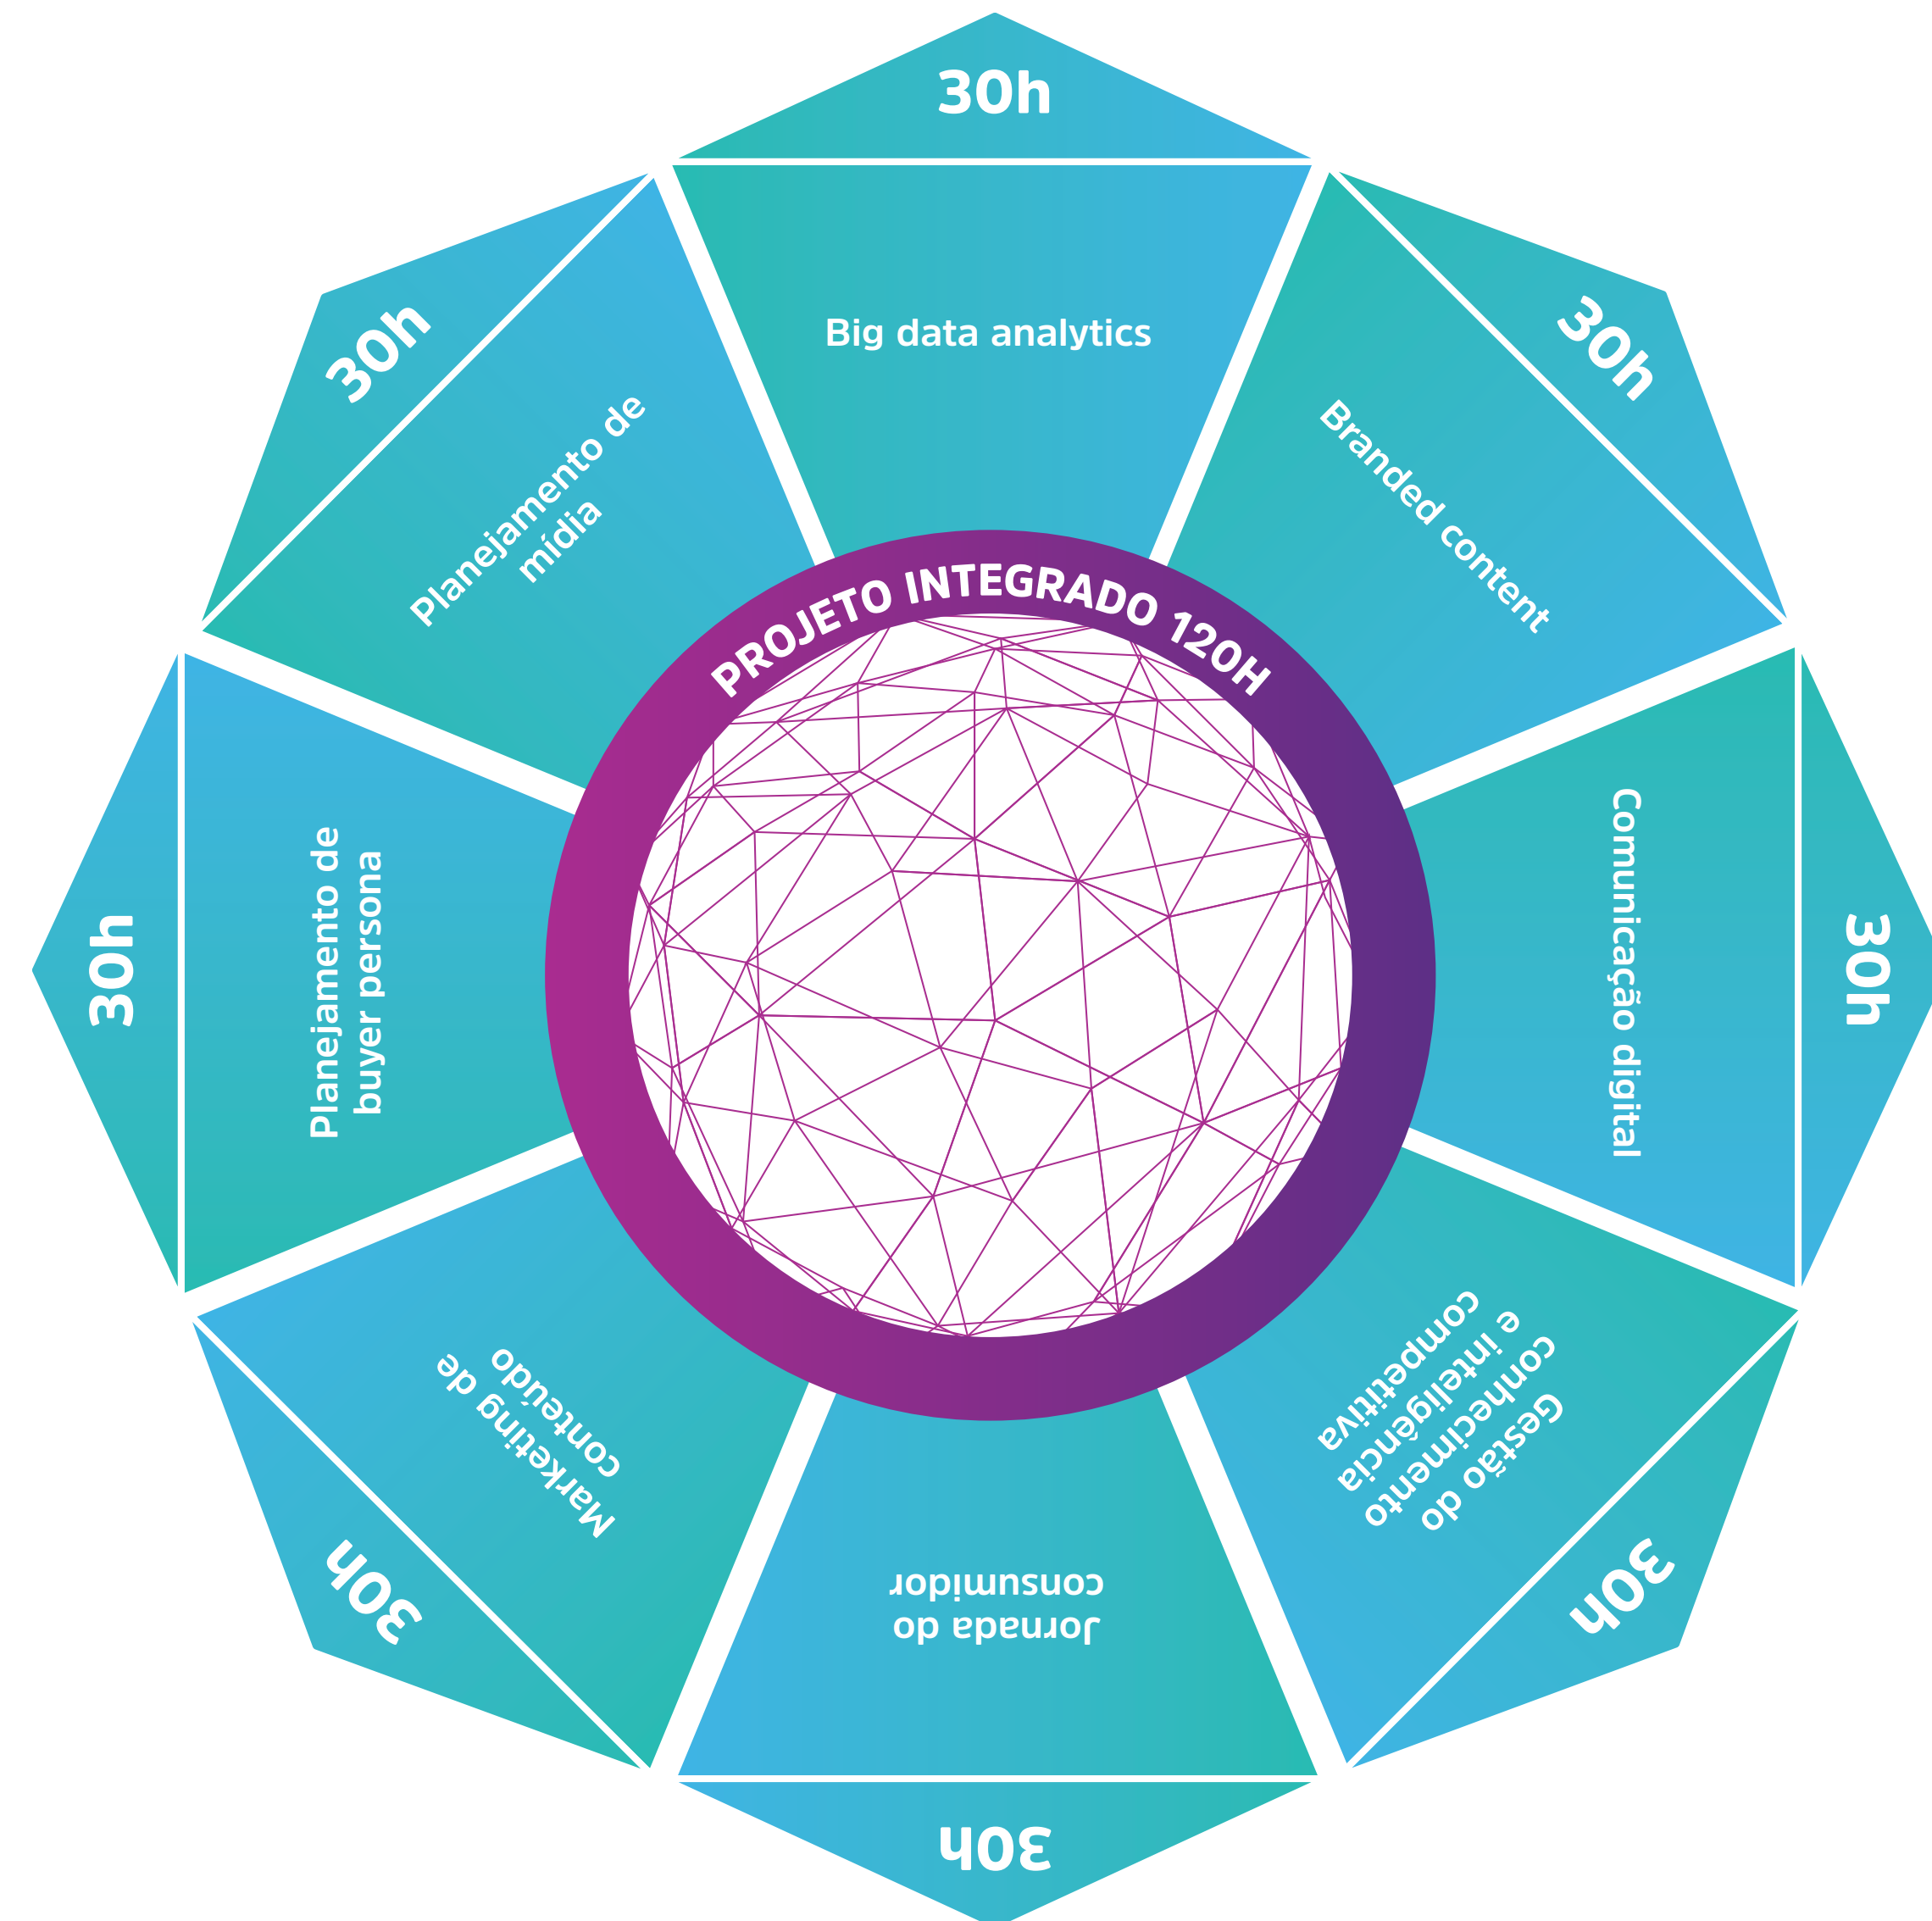 30h
Big data analytics
30h
Branded content
30h
Comunicação digital
30h
Gestão do
conhecimento
e inteligência
competitiva
30h
Jornada do
consumidor
30h
Marketing de
conteúdo
30h
Planejamento de
buyer persona
30h
Planejamento de
mídia
PROJETO INTEGRADO 120H